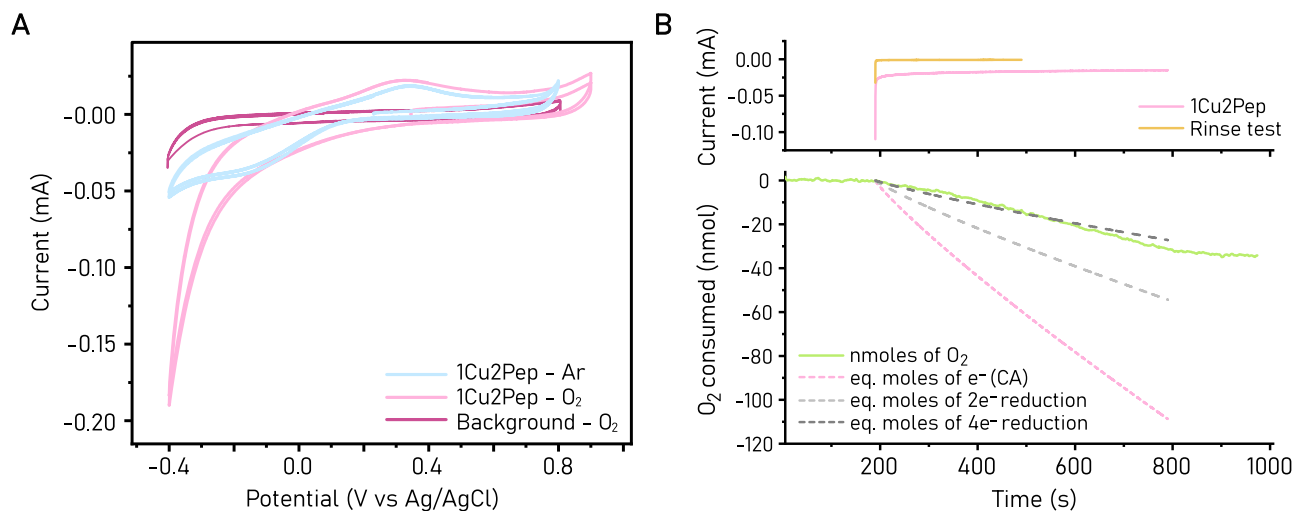 A
Current (mA)
−0.00
−0.05
−0.10
−0.15
−0.20
1Cu2Pep – Ar
1Cu2Pep – O₂
Background – O₂
−0.4
0.0
0.4
0.8
Potential (V vs Ag/AgCl)
B
Current (mA)
0.00
−0.05
−0.10
1Cu2Pep
Rinse test
O₂ consumed (nmol)
0
−20
−40
−60
−80
−100
−120
nmoles of O₂
eq. moles of e⁻ (CA)
eq. moles of 2e⁻ reduction
eq. moles of 4e⁻ reduction
200
400
600
800
1000
Time (s)